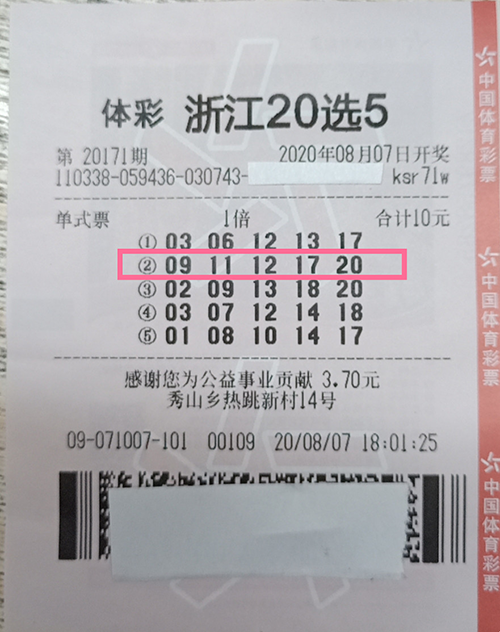 体彩 浙江20选5
第 20171期 2020年08月07日开奖
110338-059436-030743- ksr71w
单式票 1倍 合计10元
① 03 06 12 13 17
② 09 11 12 17 20
③ 02 09 13 18 20
④ 03 07 12 14 18
⑤ 01 08 10 14 17
感谢您为公益事业贡献 3.70元
秀山乡热跳新村14号
09-071007-101 00109 20/08/07 18:01:25
中国体育彩票
中国体育彩票
中国体育彩票